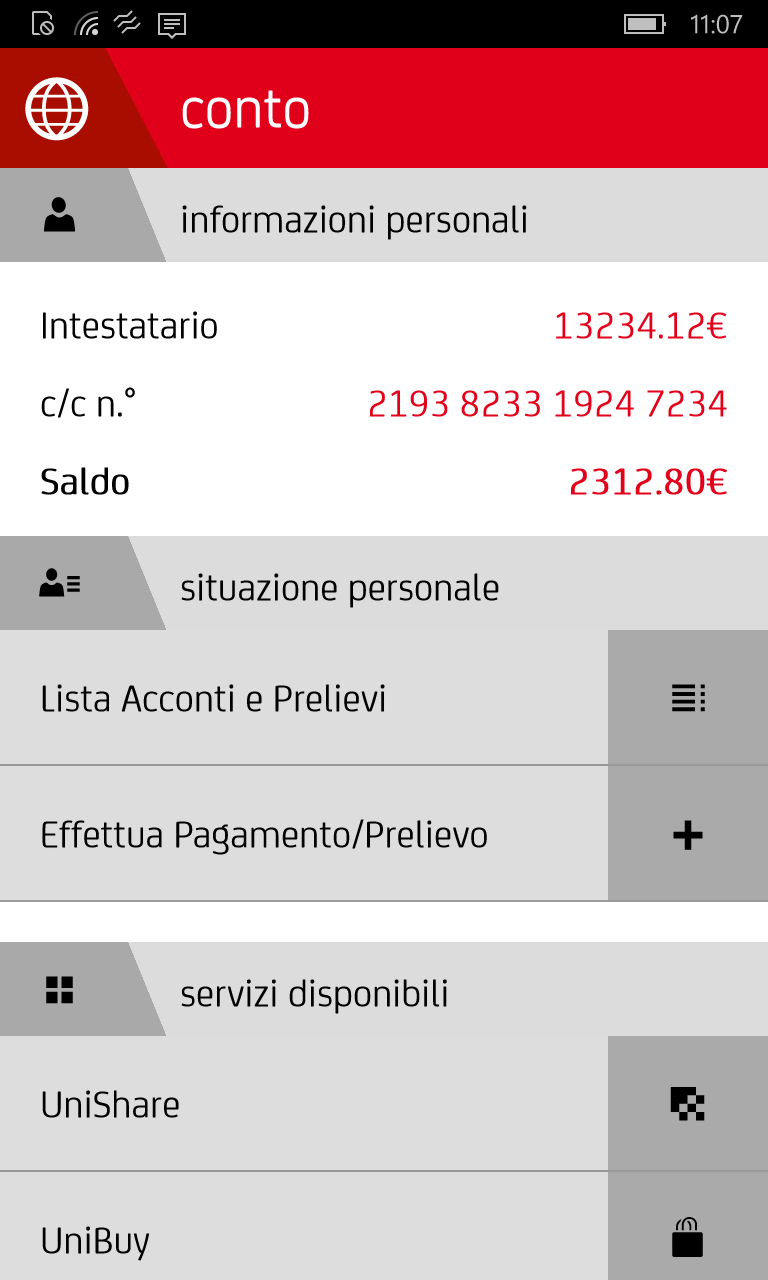 11:07
conto
informazioni personali
Intestatario 13234.12€
c/c n.° 2193 8233 1924 7234
Saldo 2312.80€
situazione personale
Lista Acconti e Prelievi
Effettua Pagamento/Prelievo
servizi disponibili
UniShare
UniBuy